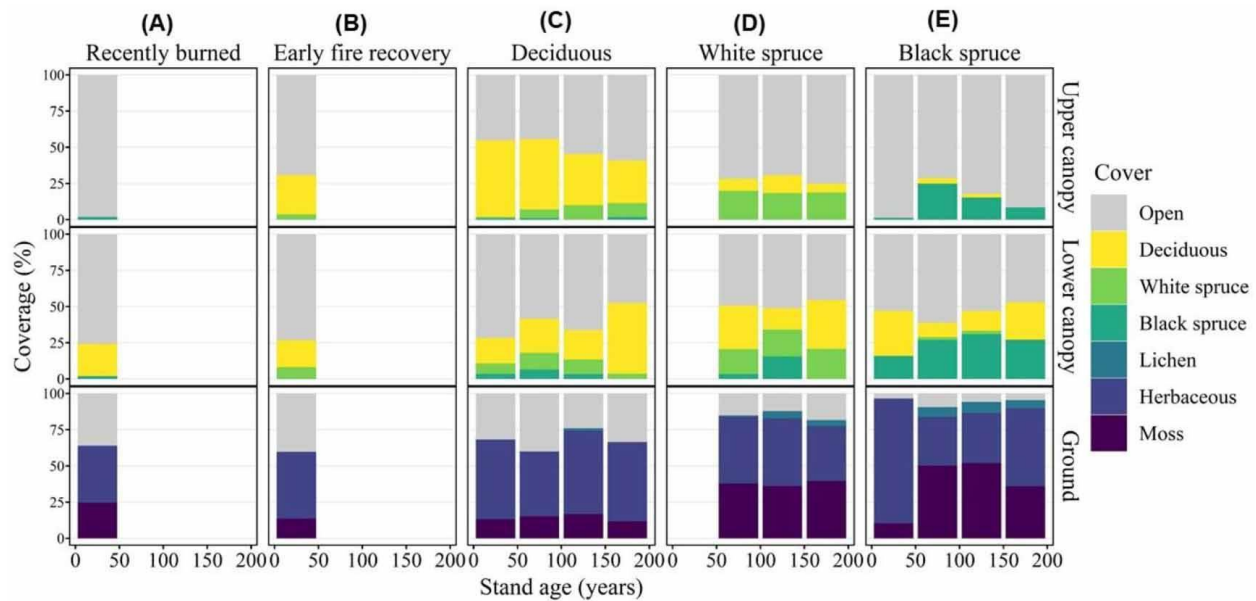 (A) (B) (C) (D) (E)
Recently burned Early fire recovery Deciduous White spruce Black spruce
100
75
50
25
0
Upper canopy
100
75
50
25
0
Lower canopy
100
75
50
25
0
Ground
Coverage (%)
0 50 100 150 200 0 50 100 150 200 0 50 100 150 200 0 50 100 150 200 0 50 100 150 200
Stand age (years)
Cover
Open
Deciduous
White spruce
Black spruce
Lichen
Herbaceous
Moss